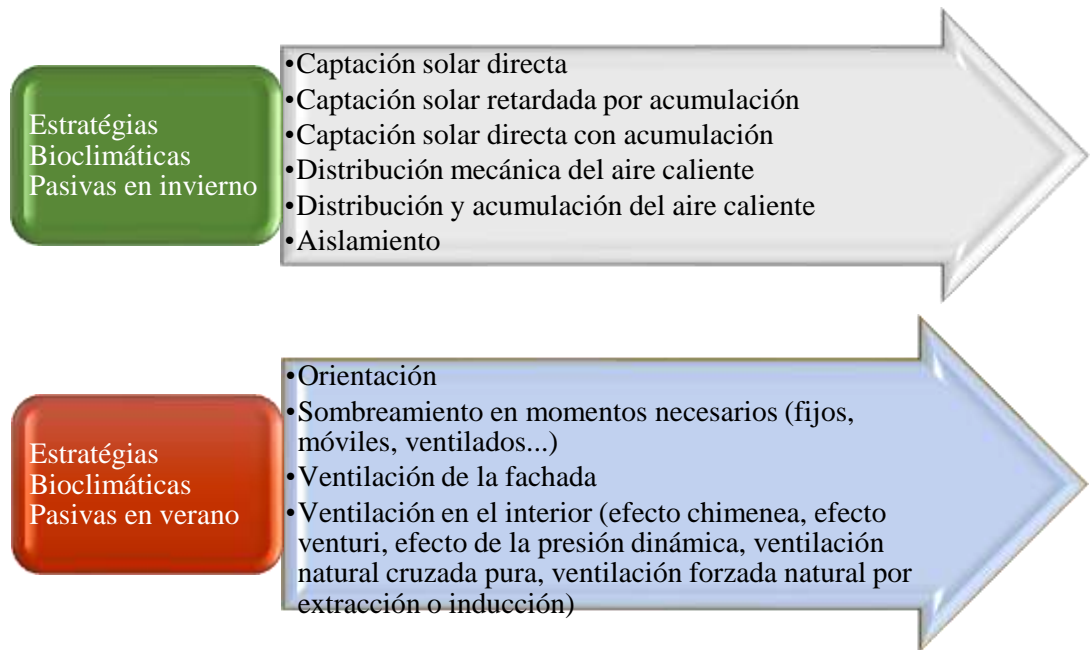 Estratégias
Bioclimáticas
Pasivas en invierno
•Captación solar directa
•Captación solar retardada por acumulación
•Captación solar directa con acumulación
•Distribución mecánica del aire caliente
•Distribución y acumulación del aire caliente
•Aislamiento
Estratégias
Bioclimáticas
Pasivas en verano
•Orientación
•Sombreamiento en momentos necesarios (fijos,
móviles, ventilados...)
•Ventilación de la fachada
•Ventilación en el interior (efecto chimenea, efecto
venturi, efecto de la presión dinámica, ventilación
natural cruzada pura, ventilación forzada natural por
extracción o inducción)